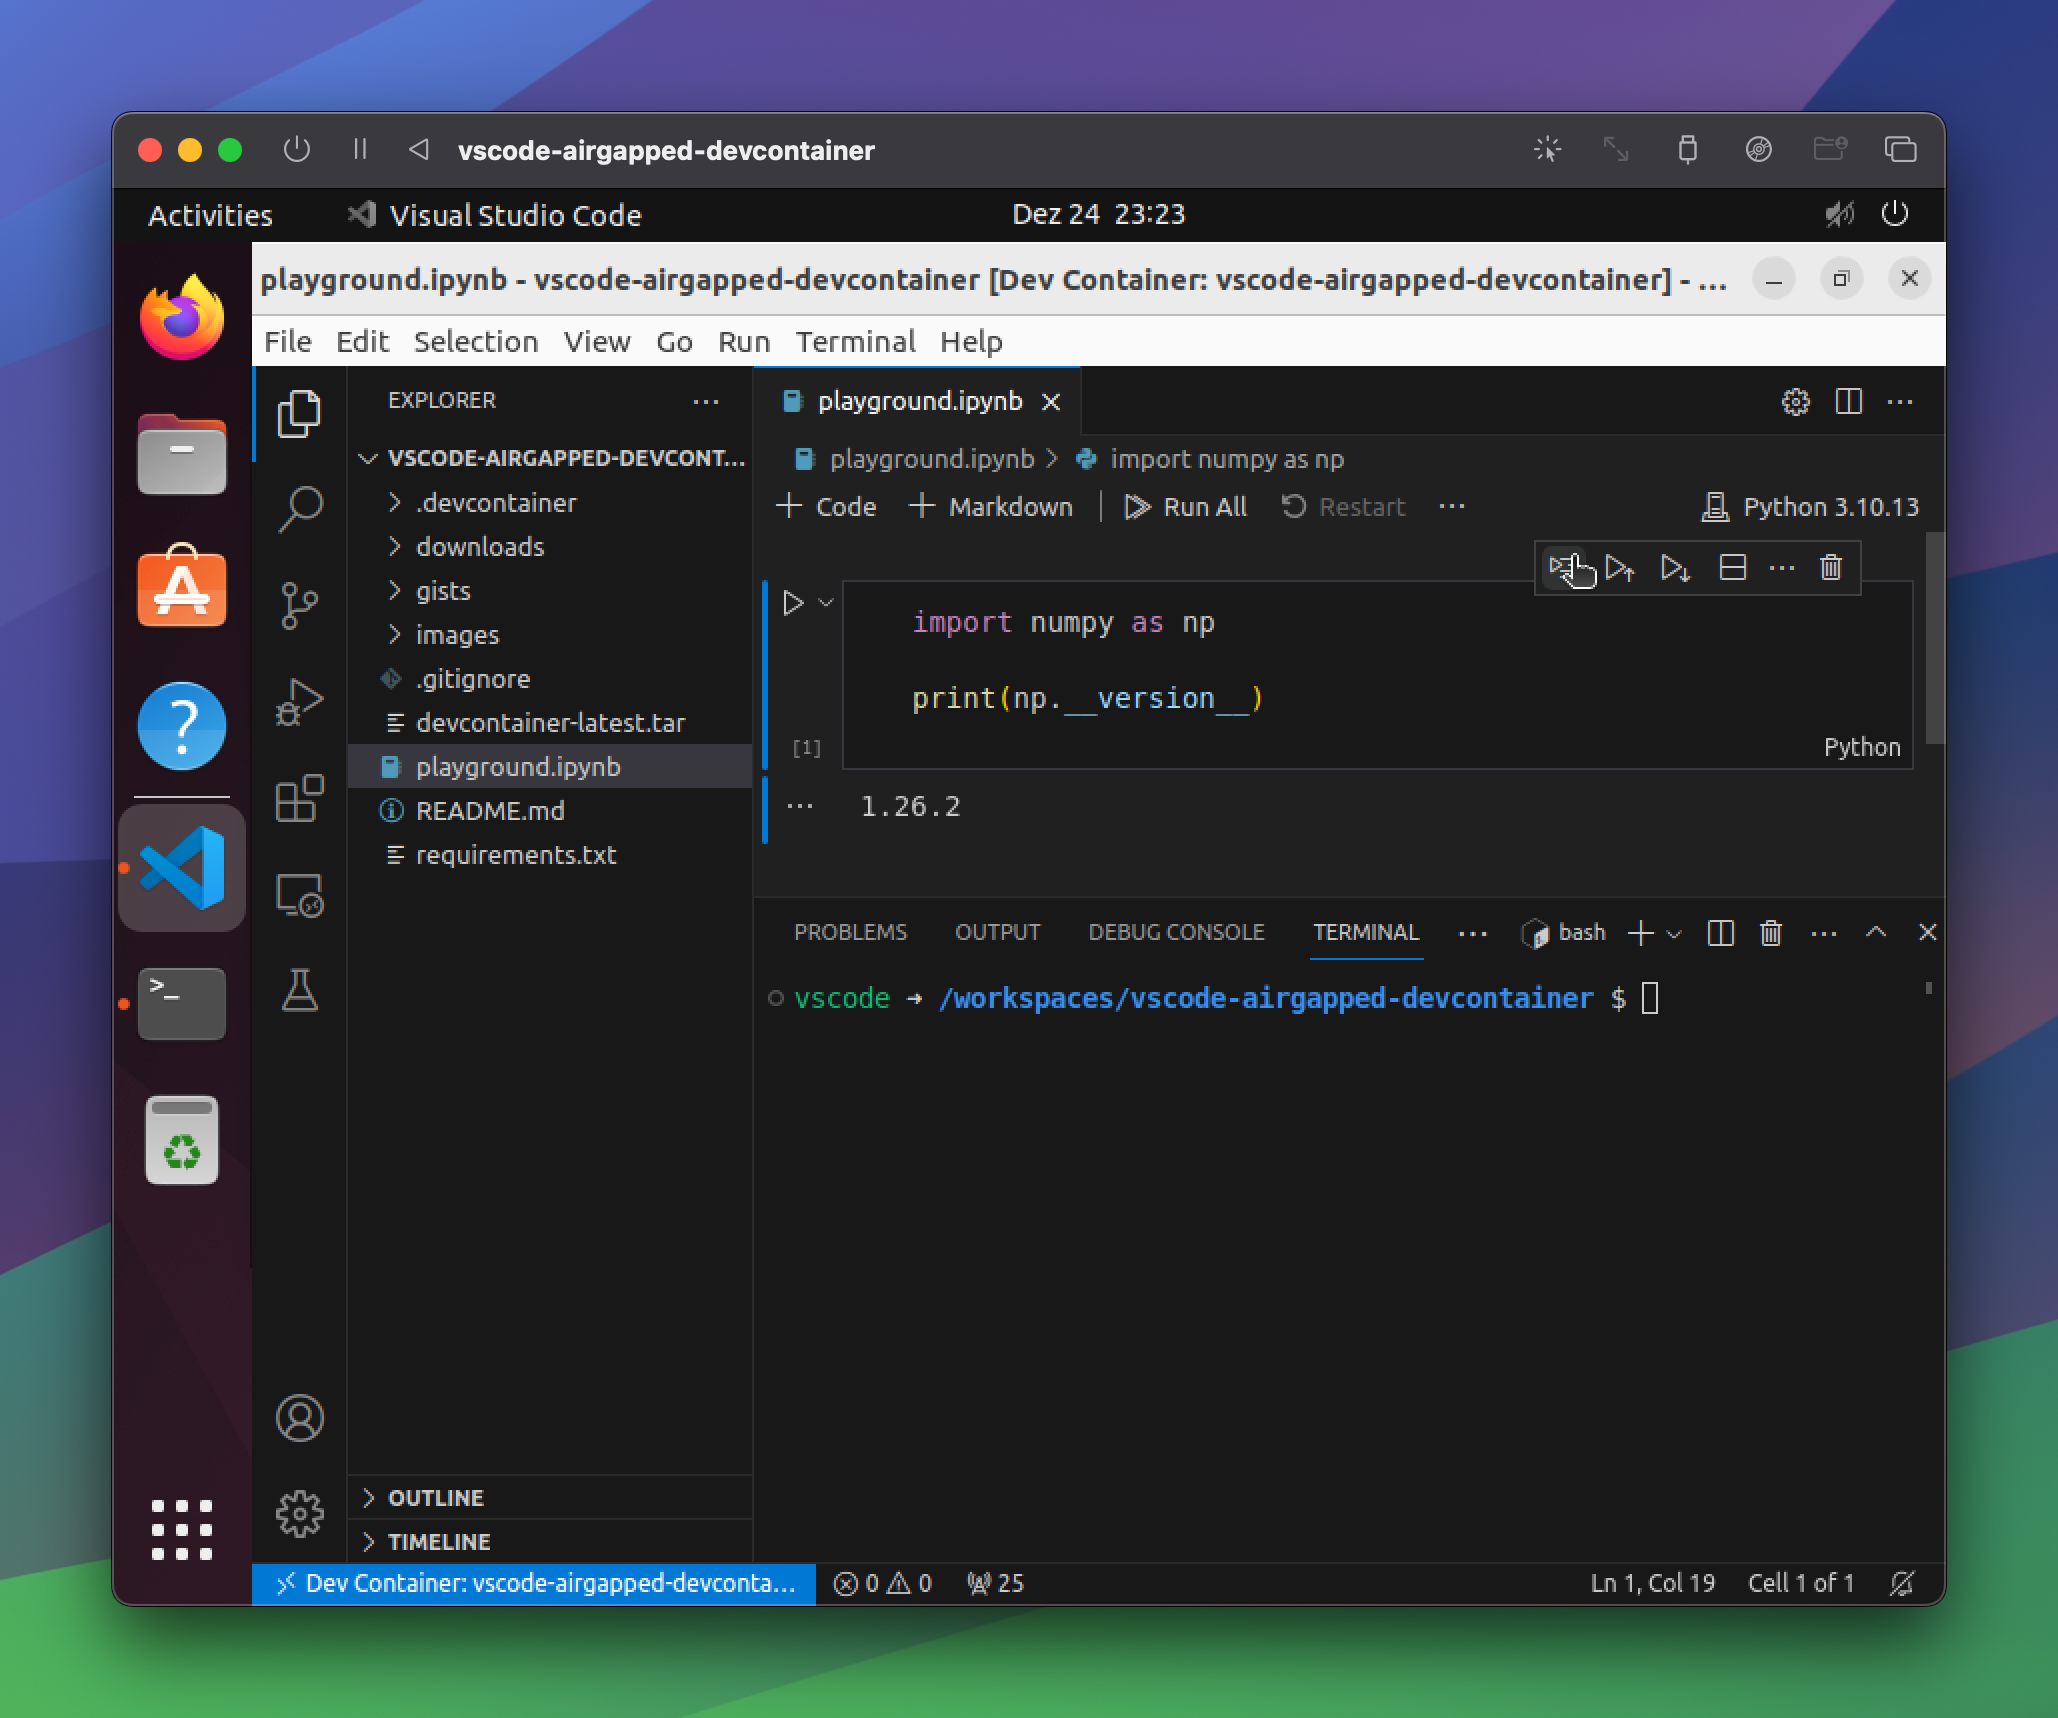 vscode-airgapped-devcontainer
Activities Visual Studio Code Dez 24 23:23
playground.ipynb - vscode-airgapped-devcontainer [Dev Container: vscode-airgapped-devcontainer] - ...
File Edit Selection View Go Run Terminal Help
EXPLORER
VSCODE-AIRGAPPED-DEVCONT...
.devcontainer
downloads
gists
images
.gitignore
devcontainer-latest.tar
playground.ipynb
README.md
requirements.txt
OUTLINE
TIMELINE
playground.ipynb
playground.ipynb > import numpy as np
+ Code + Markdown Run All Restart ... Python 3.10.13
import numpy as np
print(np.__version__)
[1]
Python
... 1.26.2
PROBLEMS OUTPUT DEBUG CONSOLE TERMINAL ... bash
vscode ➜ /workspaces/vscode-airgapped-devcontainer $
Dev Container: vscode-airgapped-devconta... 0 0 25 Ln 1, Col 19 Cell 1 of 1